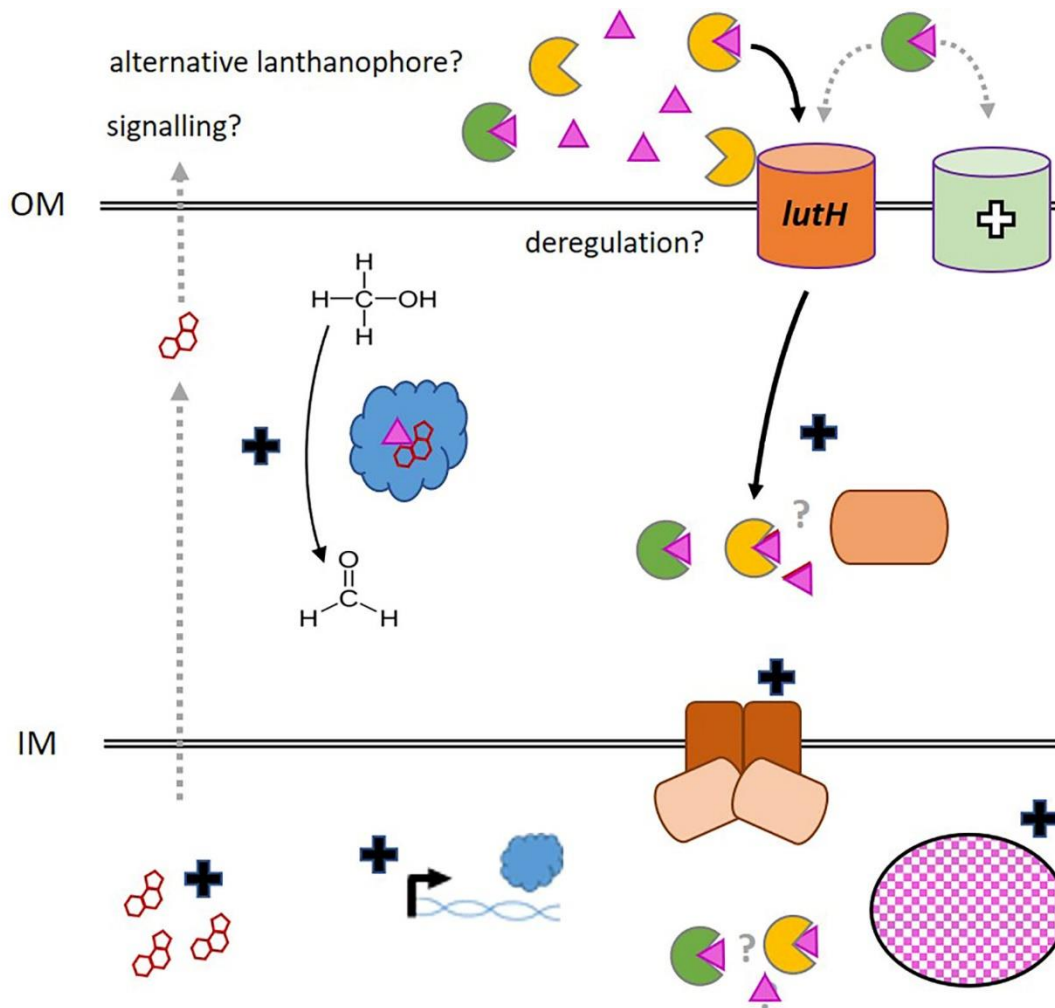 alternative lanthanophore?
signalling?
OM
lutH
deregulation?
H
H—C—OH
H
?
O
C
H H
IM
?